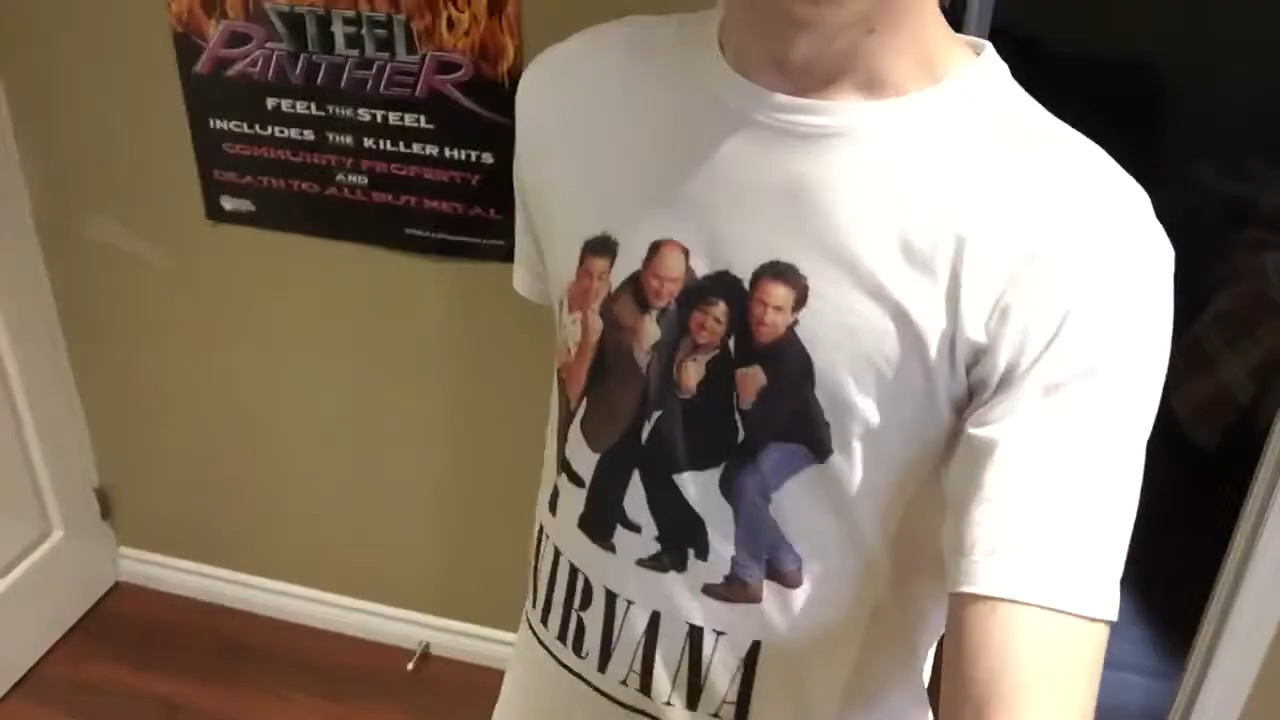 STEEL
PANTHER
FEEL THE STEEL
INCLUDES THE KILLER HITS
COMMUNITY PROPERTY
AND
DEATH TO ALL BUT METAL
NIRVANA